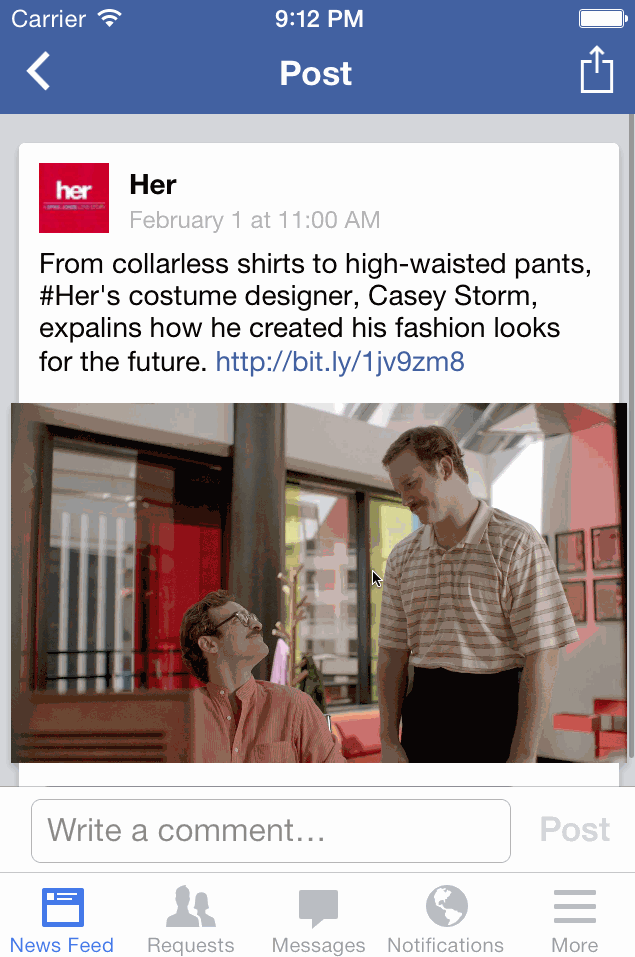 Carrier 9:12 PM
Post
her
Her
February 1 at 11:00 AM
From collarless shirts to high-waisted pants,
#Her's costume designer, Casey Storm,
expalins how he created his fashion looks
for the future. http://bit.ly/1jv9zm8
Write a comment... Post
News Feed Requests Messages Notifications More